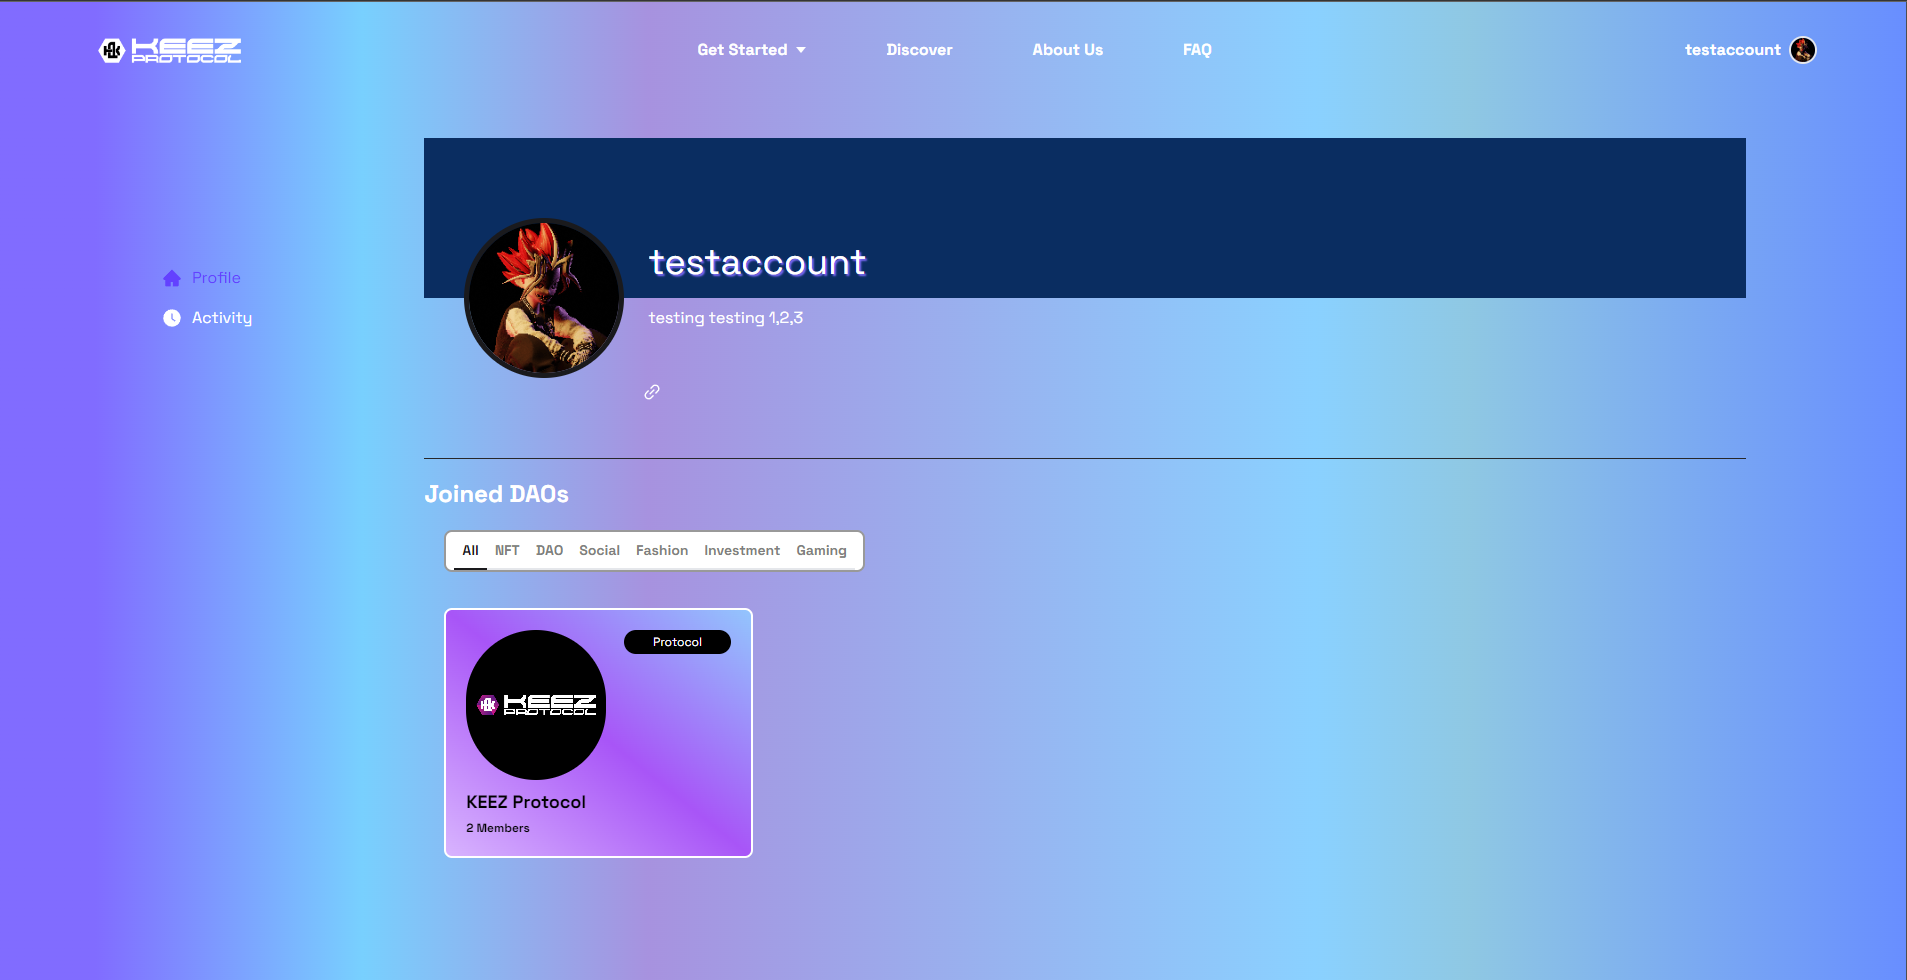 KEEZ PROTOCOL
Get Started
Discover
About Us
FAQ
testaccount
Profile
Activity
testaccount
testing testing 1,2,3
Joined DAOs
All NFT DAO Social Fashion Investment Gaming
Protocol
KEEZ PROTOCOL
KEEZ Protocol
2 Members